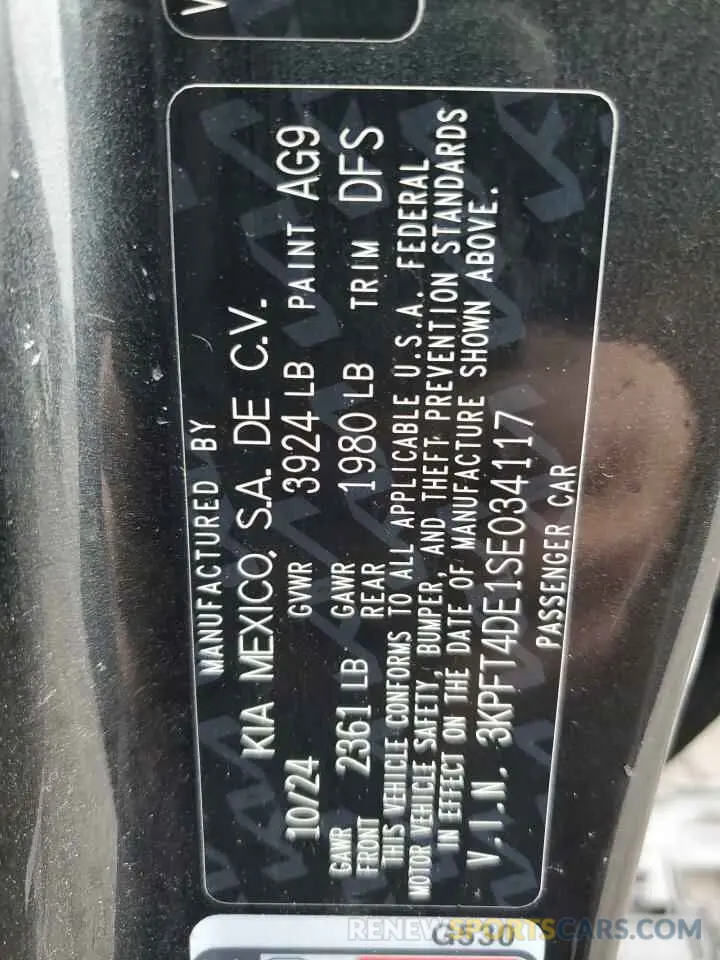 V
MANUFACTURED BY
KIA MEXICO, S.A. DE C.V.
10/24 GVWR 3924 LB PAINT AG9
GAWR FRONT 2361 LB GAWR REAR 1980 LB TRIM DFS
THIS VEHICLE CONFORMS TO ALL APPLICABLE U.S.A. FEDERAL
MOTOR VEHICLE SAFETY, BUMPER, AND THEFT PREVENTION STANDARDS
IN EFFECT ON THE DATE OF MANUFACTURE SHOWN ABOVE.
V.I.N. 3KPFT4DE1SE034117
PASSENGER CAR
G530
RENEWSPORTSCARS.COM